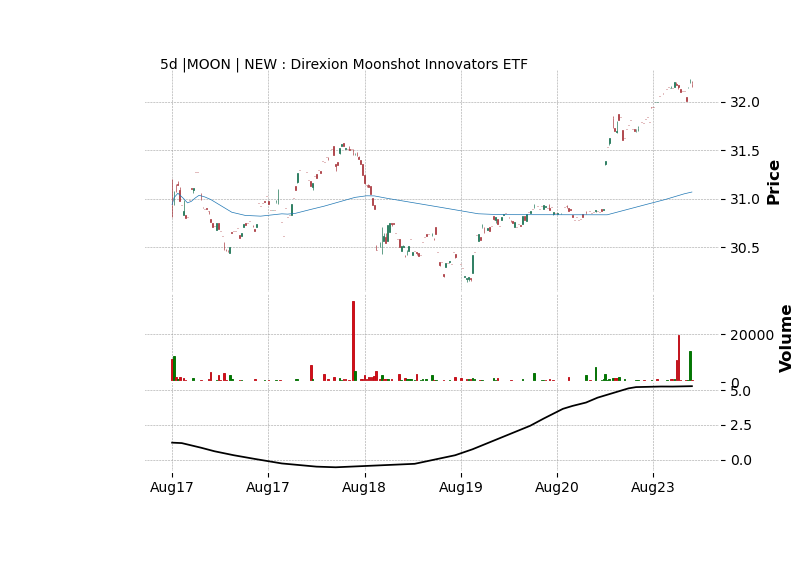 5d |MOON | NEW : Direxion Moonshot Innovators ETF
32.0
31.5
31.0
30.5
Price
20000
0
Volume
5.0
2.5
0.0
Aug17 Aug17 Aug18 Aug19 Aug20 Aug23